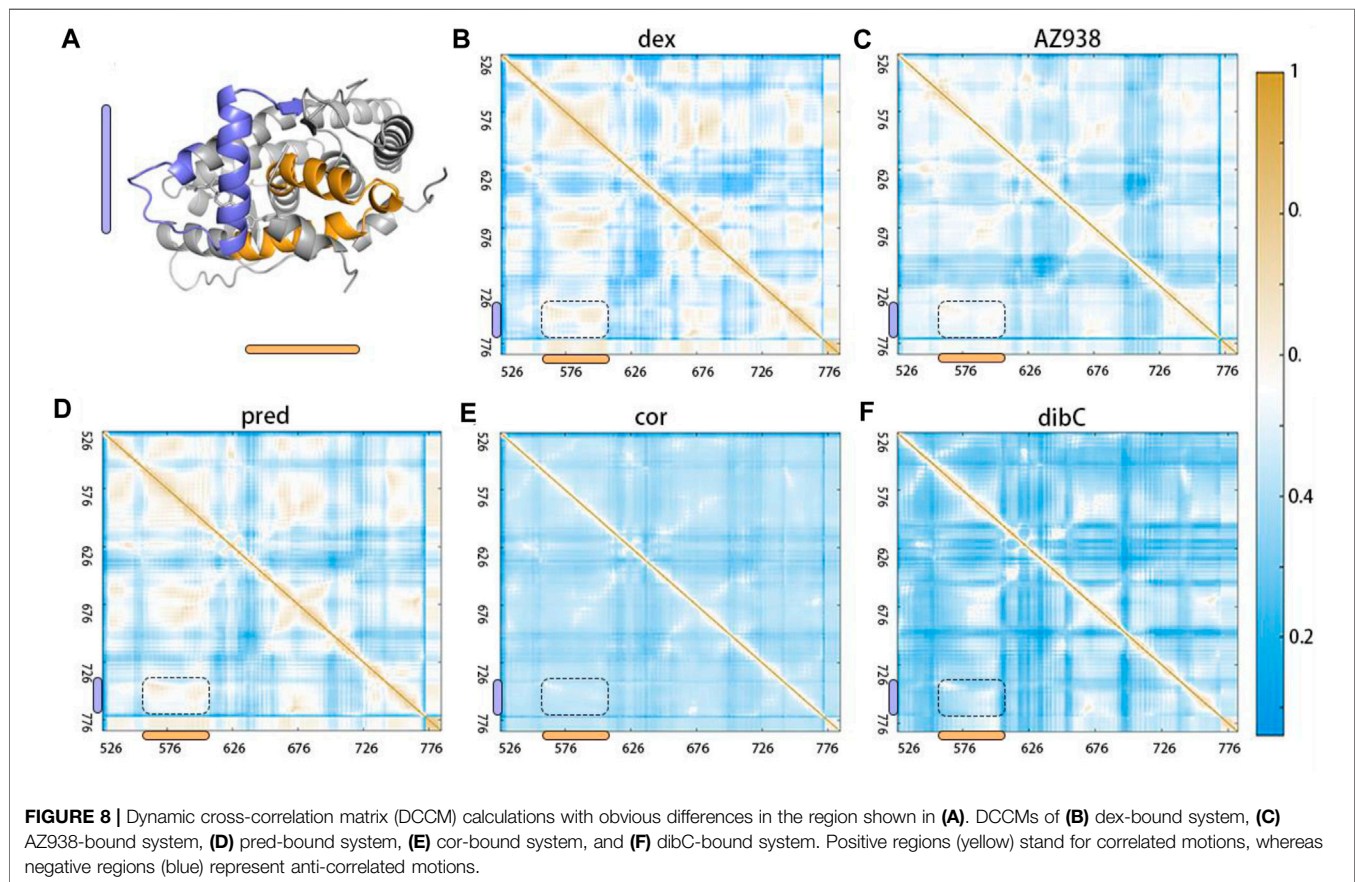 A
B
dex
C
AZ938
526
576
626
676
726
776
526 576 626 676 726 776
526
576
626
676
726
776
526 576 626 676 726 776
1
0.
0.
0.4
0.2
D
pred
E
cor
F
dibC
526
576
626
676
726
776
526 576 626 676 726 776
526
576
626
676
726
776
526 576 626 676 726 776
526
576
626
676
726
776
526 576 626 676 726 776
FIGURE 8 | Dynamic cross-correlation matrix (DCCM) calculations with obvious differences in the region shown in (A). DCCMs of (B) dex-bound system, (C)
AZ938-bound system, (D) pred-bound system, (E) cor-bound system, and (F) dibC-bound system. Positive regions (yellow) stand for correlated motions, whereas
negative regions (blue) represent anti-correlated motions.